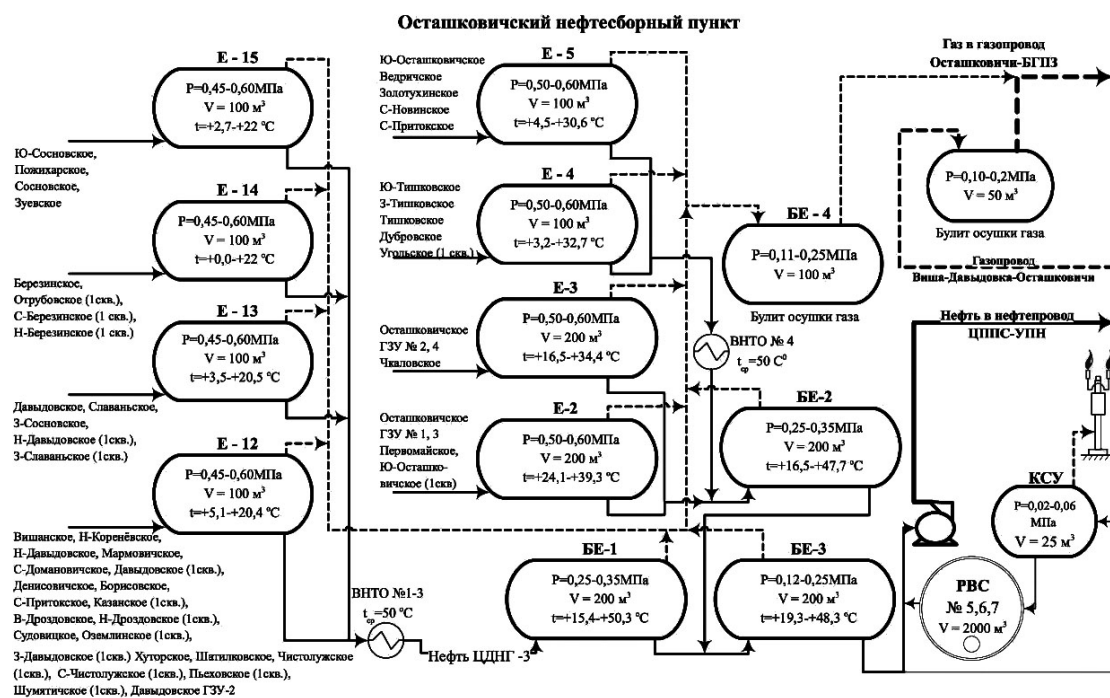 Осташковичский нефтесборный пункт
Е - 15
Р=0,45-0,60МПа
V = 100 м³
t=+2,7-+22 °С
Ю-Сосновское,
Пожихарское,
Сосновское,
Зуевское
Е - 14
Р=0,45-0,60МПа
V = 100 м³
t=+0,0-+22 °С
Березинское,
Отрубовское (1скв.),
С-Березинское (1 скв.),
Н-Березинское (1 скв.)
Е - 13
Р=0,45-0,60МПа
V = 100 м³
t=+3,5-+20,5 °С
Давыдовское, Славаньское,
З-Сосновское,
Н-Давыдовское (1скв.),
З-Славаньское (1скв.)
Е - 12
Р=0,45-0,60МПа
V = 100 м³
t=+5,1-+20,4 °С
Вишанское, Н-Коренёвское,
Н-Давыдовское, Мармовичское,
С-Домановичское, Давыдовское (1скв.),
Денисовичское, Борисовское,
С-Притокское, Казанское (1скв.),
В-Дроздовское, Н-Дроздовское (1скв.),
Судовицкое, Оземлинское (1скв.),
З-Давыдовское (1скв.) Хуторское, Шатилковское, Чистолужское
(1скв.), С-Чистолужское (1скв.), Пьеховское (1скв.),
Шумятичское (1скв.), Давыдовское ГЗУ-2
Ю-Осташковичское
Ведричское
Золотухинское
С-Новинское
С-Притокское
Е - 5
Р=0,50-0,60МПа
V = 100 м³
t=+4,5-+30,6 °С
Ю-Тишковское
З-Тишковское
Тишковское
Дубровское
Угольское (1 скв.)
Е - 4
Р=0,50-0,60МПа
V = 100 м³
t=+3,2-+32,7 °С
Осташковичское
ГЗУ № 2, 4
Чкаловское
Е-3
Р=0,50-0,60МПа
V = 200 м³
t=+16,5-+34,4 °С
Осташковичское
ГЗУ № 1, 3
Первомайское,
Ю-Осташко-
вичское (1скв)
Е-2
Р=0,50-0,60МПа
V = 200 м³
t=+24,1-+39,3 °С
ВНТО №1-3
tср=50 °С
Нефть ЦДНГ -3
БЕ-1
Р=0,25-0,35МПа
V = 200 м³
t=+15,4-+50,3 °С
БЕ-3
Р=0,12-0,25МПа
V = 200 м³
t=+19,3-+48,3 °С
БЕ-2
Р=0,25-0,35МПа
V = 200 м³
t=+16,5-+47,7 °С
ВНТО № 4
tср=50 С⁰
БЕ - 4
Р=0,11-0,25МПа
V = 100 м³
Булит осушки газа
Газ в газопровод
Осташковичи-БГПЗ
Р=0,10-0,2МПа
V = 50 м³
Булит осушки газа
Газопровод
Виша-Давыдовка-Осташковичи
Нефть в нефтепровод
ЦППС-УПН
КСУ
Р=0,02-0,06
МПа
V = 25 м³
РВС
№ 5,6,7
V = 2000 м³